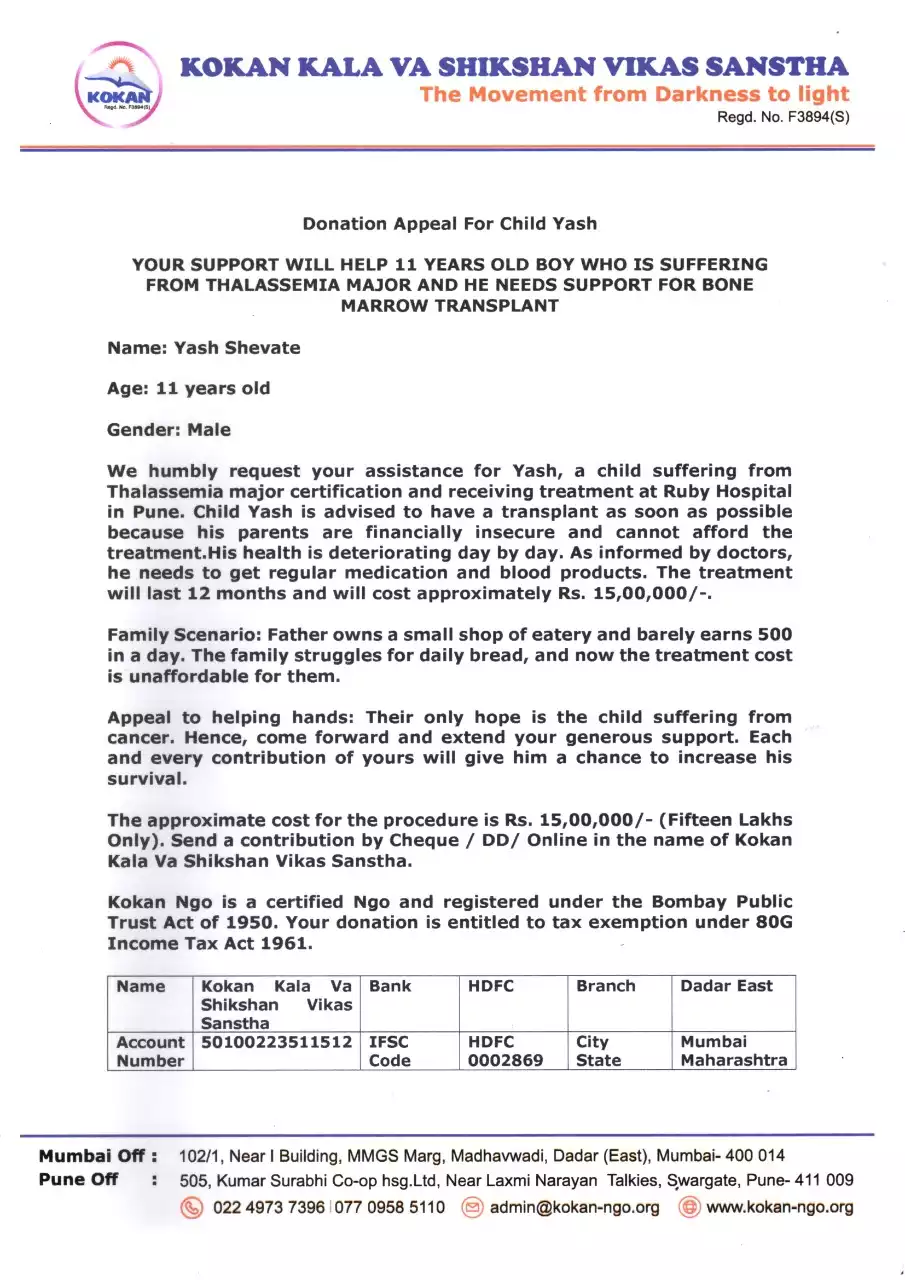 KOKAN KALA VA SHIKSHAN VIKAS SANSTHA
The Movement from Darkness to light
Regd. No. F3894(S)
KOKAN
Regd. No. F3894(S)
Donation Appeal For Child Yash
YOUR SUPPORT WILL HELP 11 YEARS OLD BOY WHO IS SUFFERING
FROM THALASSEMIA MAJOR AND HE NEEDS SUPPORT FOR BONE
MARROW TRANSPLANT
Name: Yash Shevate
Age: 11 years old
Gender: Male
We humbly request your assistance for Yash, a child suffering from
Thalassemia major certification and receiving treatment at Ruby Hospital
in Pune. Child Yash is advised to have a transplant as soon as possible
because his parents are financially insecure and cannot afford the
treatment.His health is deteriorating day by day. As informed by doctors,
he needs to get regular medication and blood products. The treatment
will last 12 months and will cost approximately Rs. 15,00,000/-.
Family Scenario: Father owns a small shop of eatery and barely earns 500
in a day. The family struggles for daily bread, and now the treatment cost
is unaffordable for them.
Appeal to helping hands: Their only hope is the child suffering from
cancer. Hence, come forward and extend your generous support. Each
and every contribution of yours will give him a chance to increase his
survival.
The approximate cost for the procedure is Rs. 15,00,000/- (Fifteen Lakhs
Only). Send a contribution by Cheque / DD/ Online in the name of Kokan
Kala Va Shikshan Vikas Sanstha.
Kokan Ngo is a certified Ngo and registered under the Bombay Public
Trust Act of 1950. Your donation is entitled to tax exemption under 80G
Income Tax Act 1961.
Name Kokan Kala Va Bank HDFC Branch Dadar East
Shikshan Vikas
Sanstha
Account 50100223511512 IFSC HDFC City Mumbai
Number Code 0002869 State Maharashtra
Mumbai Off : 102/1, Near I Building, MMGS Marg, Madhavwadi, Dadar (East), Mumbai- 400 014
Pune Off : 505, Kumar Surabhi Co-op hsg.Ltd, Near Laxmi Narayan Talkies, Swargate, Pune- 411 009
022 4973 7396 | 077 0958 5110 admin@kokan-ngo.org www.kokan-ngo.org